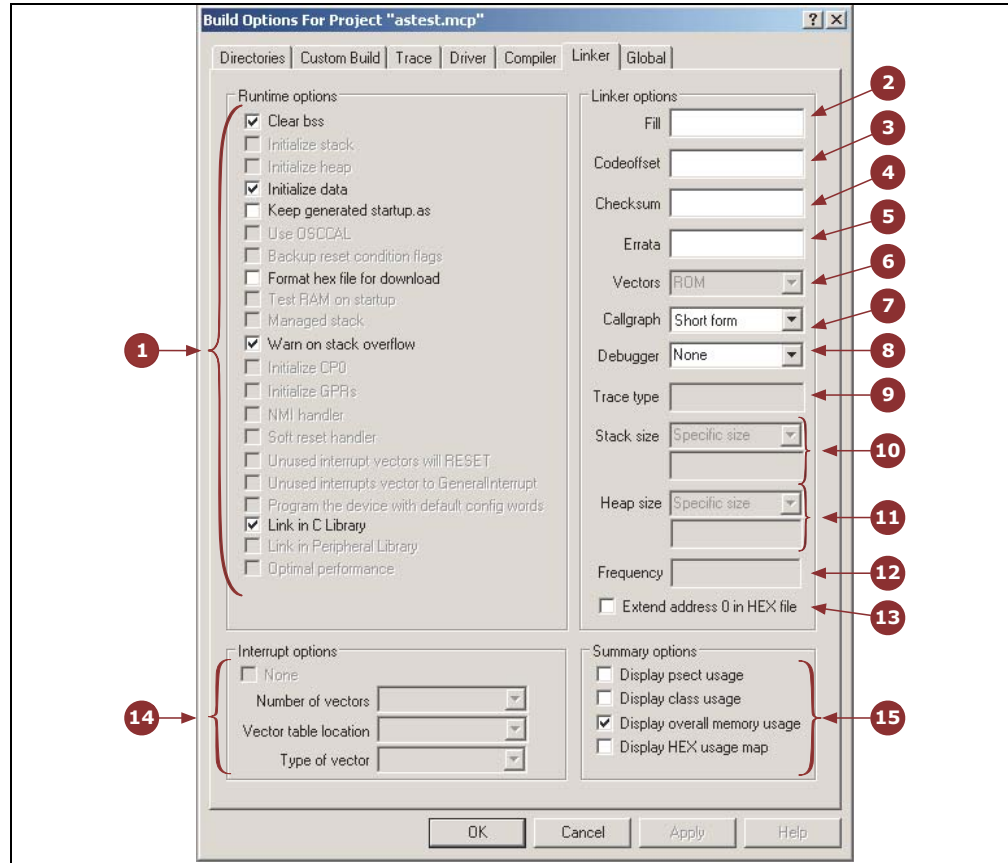 Build Options For Project "astest.mcp"
Directories Custom Build Trace Driver Compiler Linker Global
Runtime options
Clear bss
Initialize stack
Initialize heap
Initialize data
Keep generated startup.as
Use OSCCAL
Backup reset condition flags
Format hex file for download
Test RAM on startup
Managed stack
Warn on stack overflow
Initialize CP0
Initialize GPRs
NMI handler
Soft reset handler
Unused interrupt vectors will RESET
Unused interrupts vector to GeneralInterrupt
Program the device with default config words
Link in C Library
Link in Peripheral Library
Optimal performance
1
Linker options
Fill
2
Codeoffset
3
Checksum
4
Errata
5
Vectors ROM
6
Callgraph Short form
7
Debugger None
8
Trace type
9
Stack size Specific size
10
Heap size Specific size
11
Frequency
12
Extend address 0 in HEX file
13
Interrupt options
None
Number of vectors
Vector table location
Type of vector
14
Summary options
Display psect usage
Display class usage
Display overall memory usage
Display HEX usage map
15
OK Cancel Apply Help